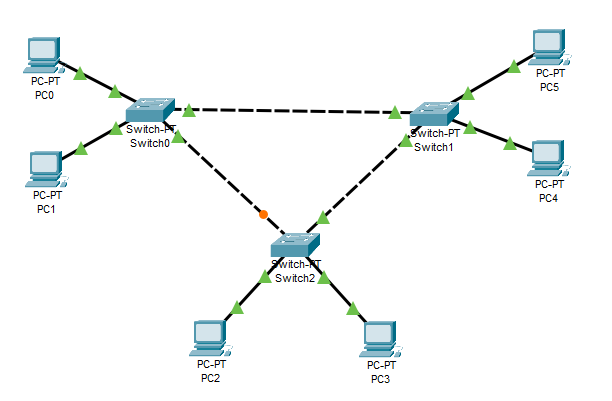 PC-PT
PC0
Switch-PT
Switch0
PC-PT
PC1
PC-PT
PC5
Switch-PT
Switch1
PC-PT
PC4
Switch-PT
Switch2
PC-PT
PC2
PC-PT
PC3